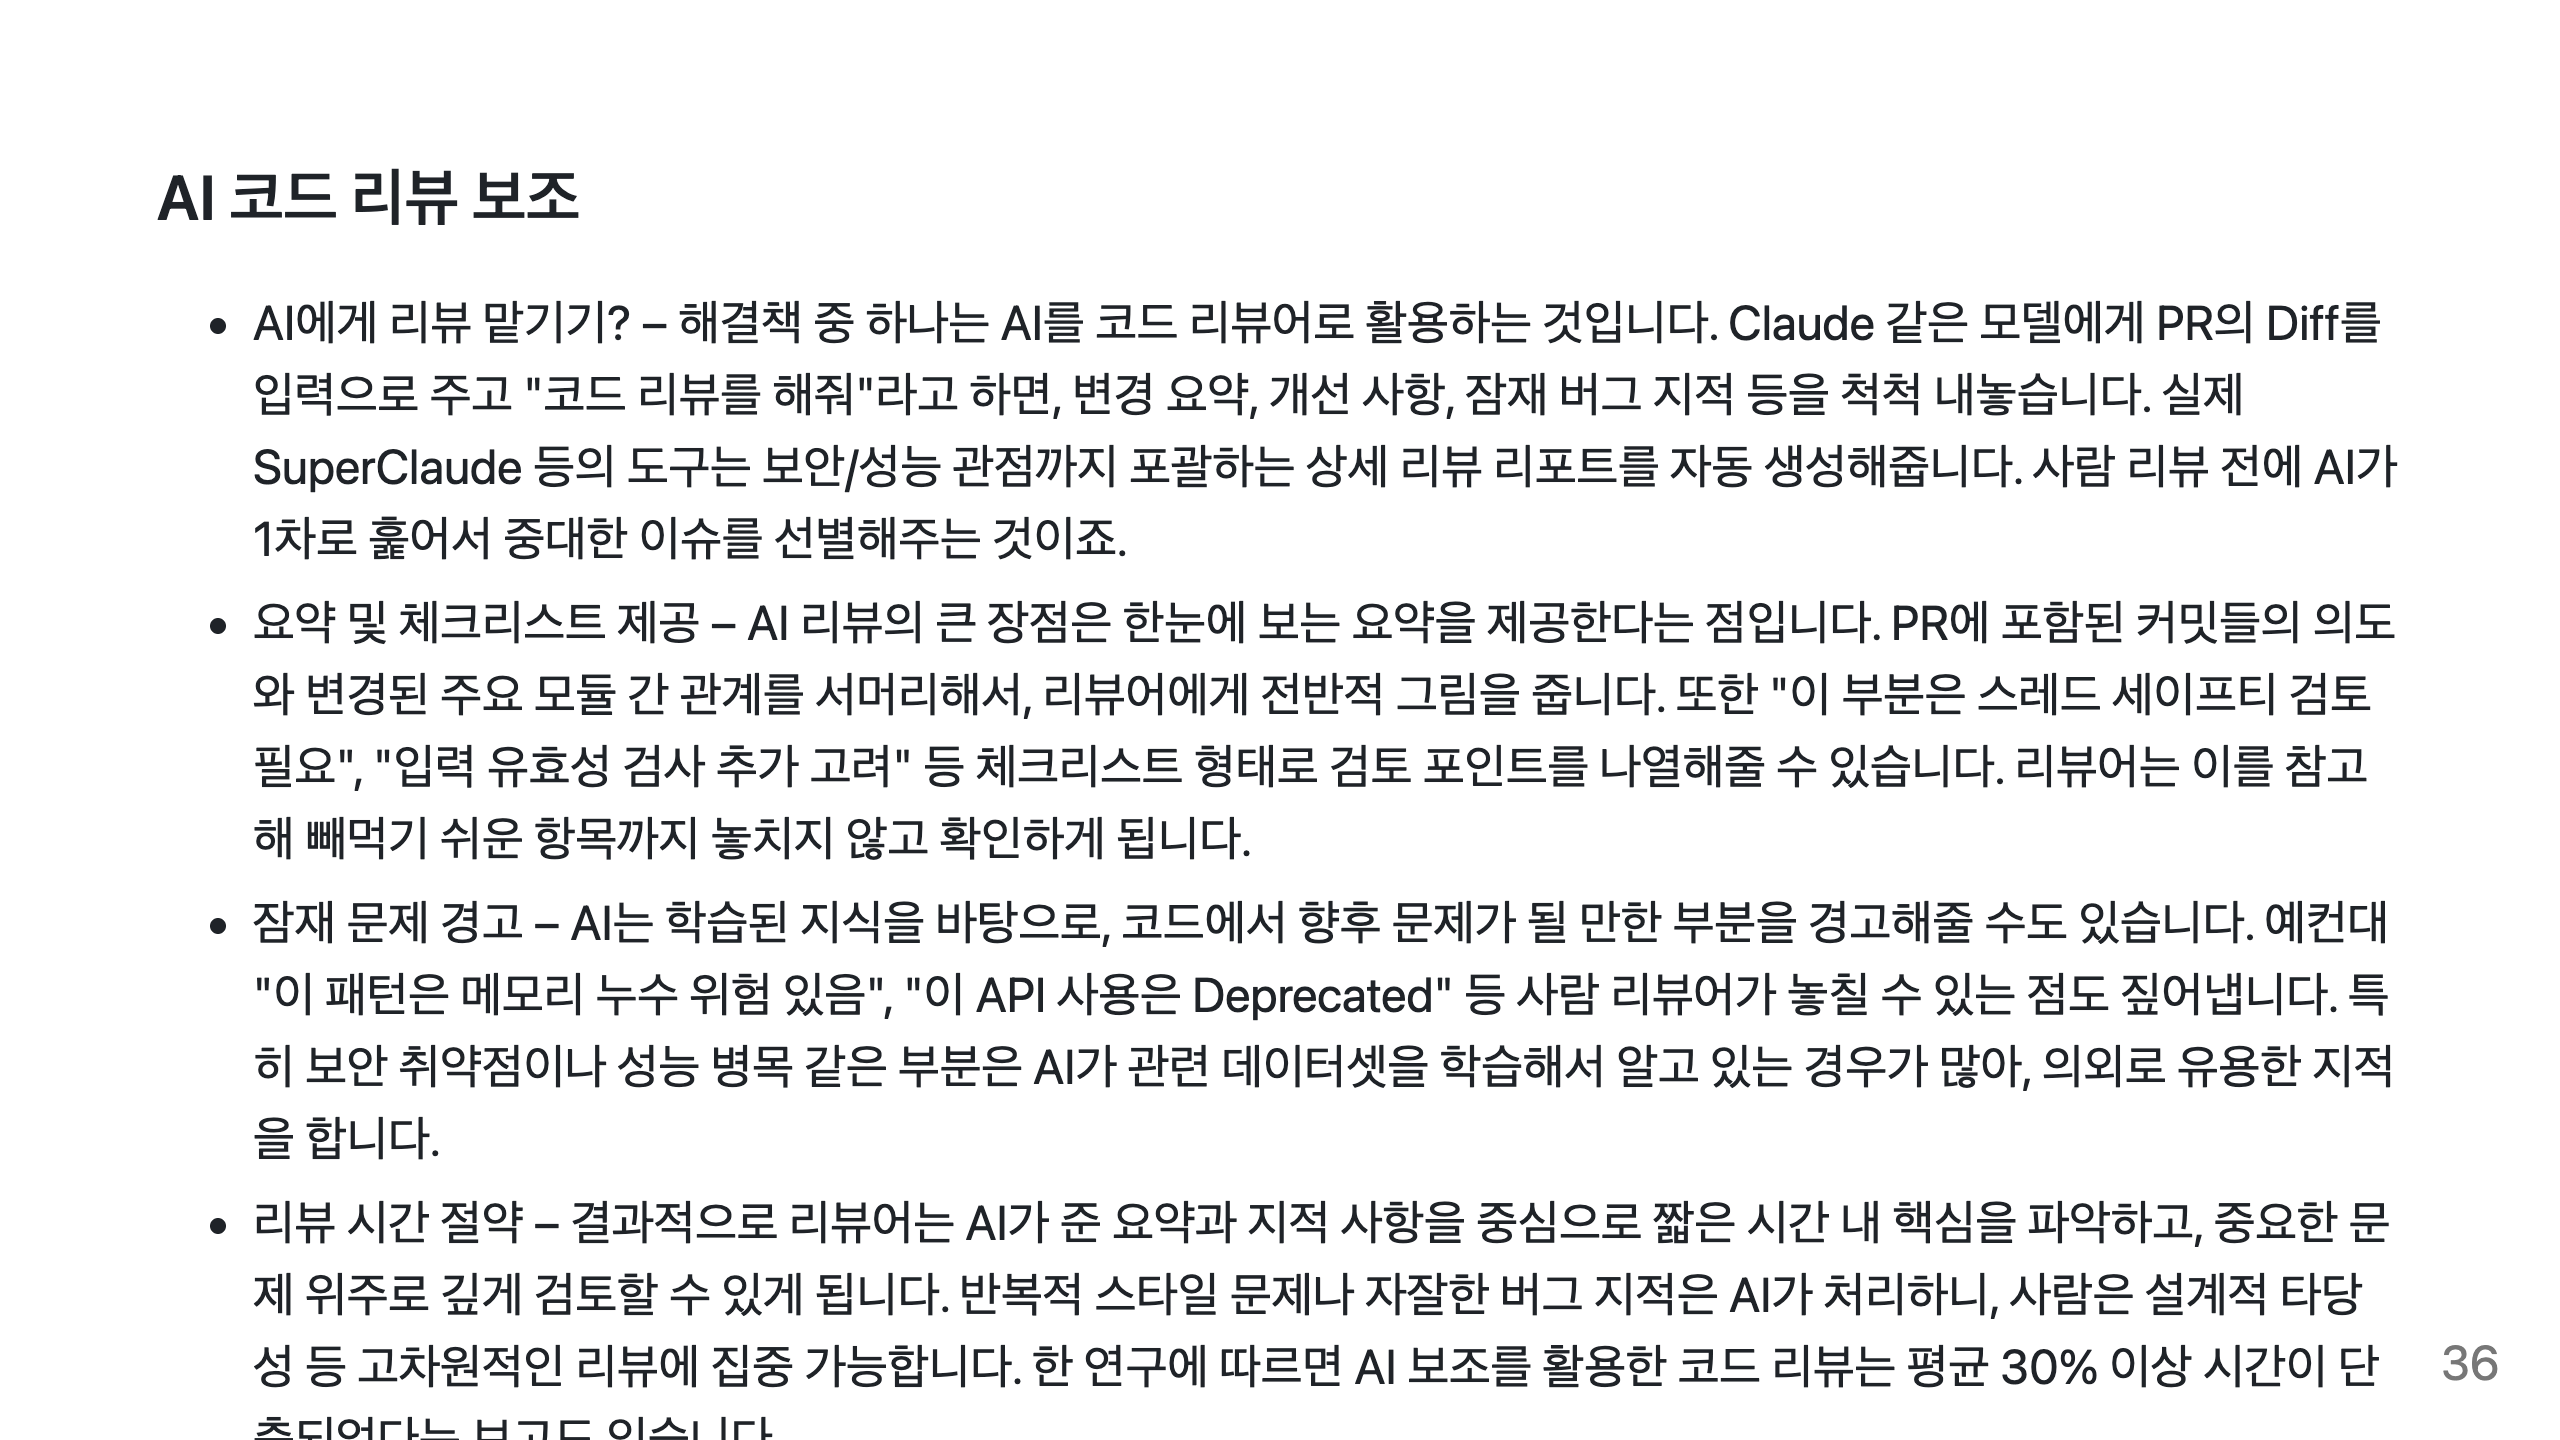 AI 코드 리뷰 보조
• AI에게 리뷰 맡기기? – 해결책 중 하나는 AI를 코드 리뷰어로 활용하는 것입니다. Claude 같은 모델에게 PR의 Diff를
입력으로 주고 "코드 리뷰를 해줘"라고 하면, 변경 요약, 개선 사항, 잠재 버그 지적 등을 척척 내놓습니다. 실제
SuperClaude 등의 도구는 보안/성능 관점까지 포괄하는 상세 리뷰 리포트를 자동 생성해줍니다. 사람 리뷰 전에 AI가
1차로 훑어서 중대한 이슈를 선별해주는 것이죠.
• 요약 및 체크리스트 제공 – AI 리뷰의 큰 장점은 한눈에 보는 요약을 제공한다는 점입니다. PR에 포함된 커밋들의 의도
와 변경된 주요 모듈 간 관계를 서머리해서, 리뷰어에게 전반적 그림을 줍니다. 또한 "이 부분은 스레드 세이프티 검토
필요", "입력 유효성 검사 추가 고려" 등 체크리스트 형태로 검토 포인트를 나열해줄 수 있습니다. 리뷰어는 이를 참고
해 빼먹기 쉬운 항목까지 놓치지 않고 확인하게 됩니다.
• 잠재 문제 경고 – AI는 학습된 지식을 바탕으로, 코드에서 향후 문제가 될 만한 부분을 경고해줄 수도 있습니다. 예컨대
"이 패턴은 메모리 누수 위험 있음", "이 API 사용은 Deprecated" 등 사람 리뷰어가 놓칠 수 있는 점도 짚어냅니다. 특
히 보안 취약점이나 성능 병목 같은 부분은 AI가 관련 데이터셋을 학습해서 알고 있는 경우가 많아, 의외로 유용한 지적
을 합니다.
• 리뷰 시간 절약 – 결과적으로 리뷰어는 AI가 준 요약과 지적 사항을 중심으로 짧은 시간 내 핵심을 파악하고, 중요한 문
제 위주로 깊게 검토할 수 있게 됩니다. 반복적 스타일 문제나 자잘한 버그 지적은 AI가 처리하니, 사람은 설계적 타당
성 등 고차원적인 리뷰에 집중 가능합니다. 한 연구에 따르면 AI 보조를 활용한 코드 리뷰는 평균 30% 이상 시간이 단
축되었다는 보고도 있습니다.
36